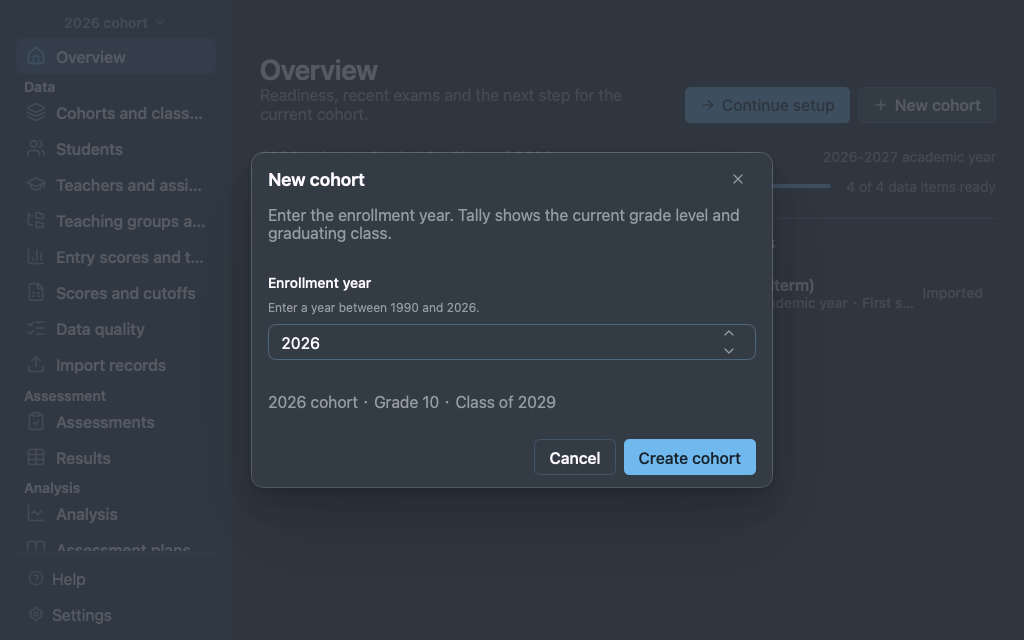 2026 cohort
Overview
Data
Cohorts and class...
Students
Teachers and assi...
Teaching groups a...
Entry scores and t...
Scores and cutoffs
Data quality
Import records
Assessment
Assessments
Results
Analysis
Analysis
Assessment plans
Help
Settings
Overview
Readiness, recent exams and the next step for the
current cohort.
Continue setup
New cohort
2026-2027 academic year
4 of 4 data items ready
Imported
New cohort
Enter the enrollment year. Tally shows the current grade level and
graduating class.
Enrollment year
Enter a year between 1990 and 2026.
2026
2026 cohort · Grade 10 · Class of 2029
Cancel
Create cohort